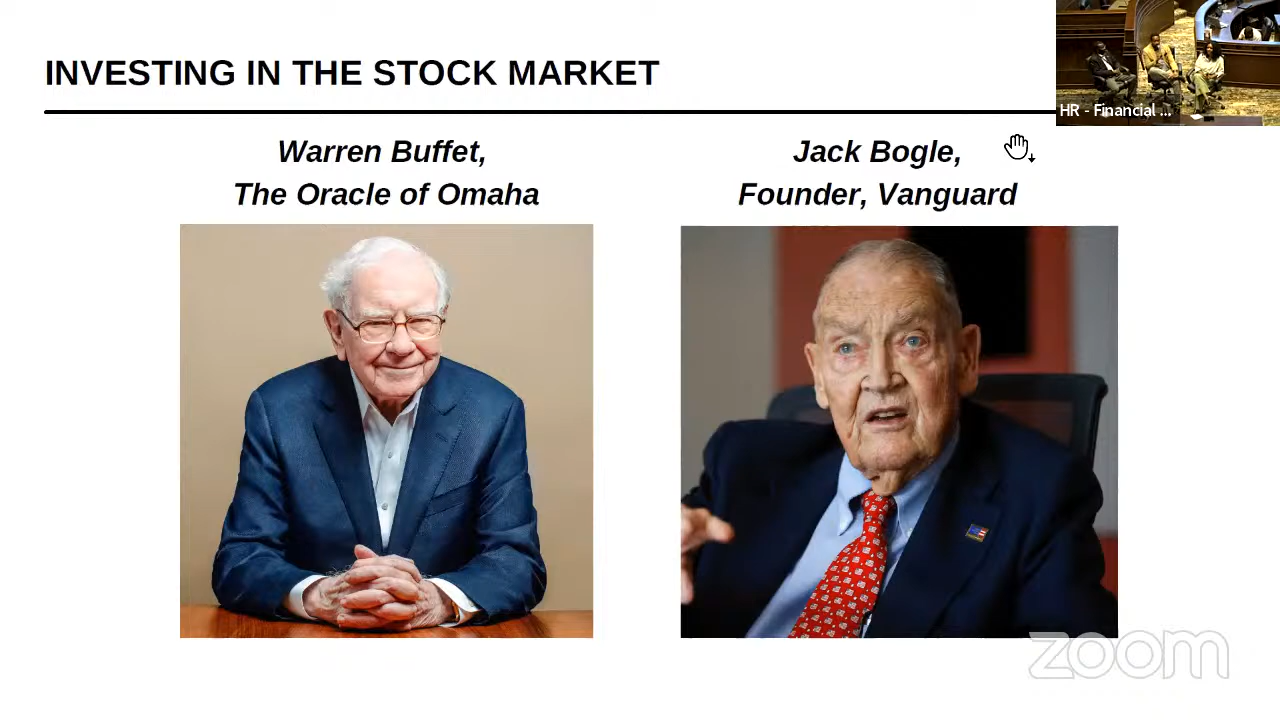 INVESTING IN THE STOCK MARKET
HR - Financial ...
Warren Buffet,
The Oracle of Omaha
Jack Bogle,
Founder, Vanguard
zoom